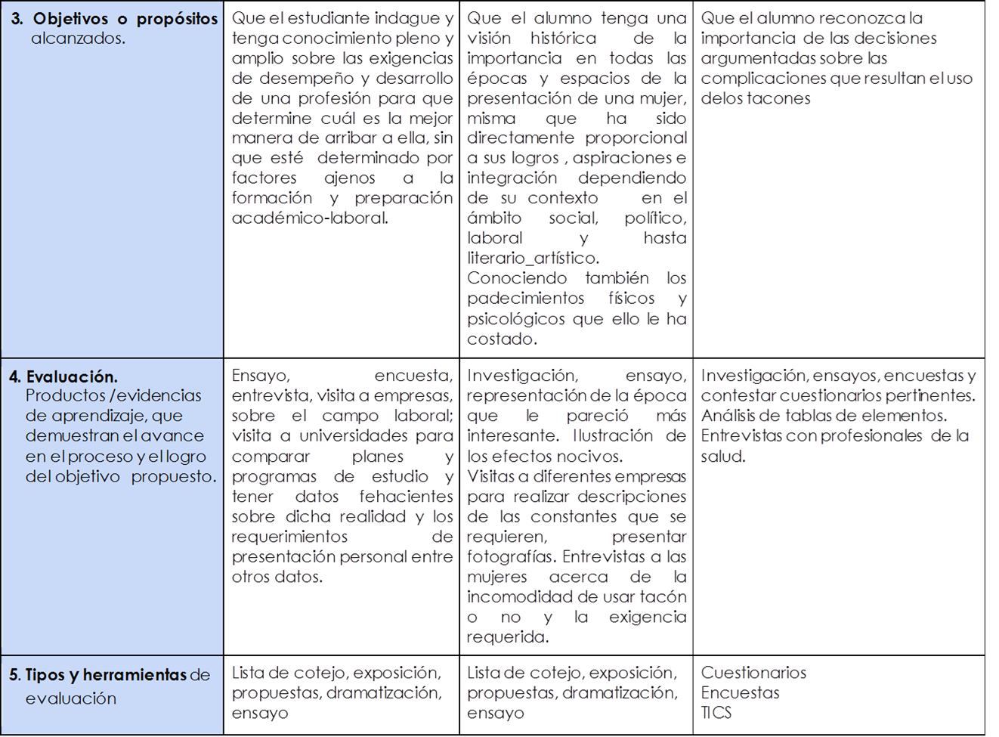 3. Objetivos o propósitos
alcanzados.
Que el estudiante indague y
tenga conocimiento pleno y
amplio sobre las exigencias
de desempeño y desarrollo
de una profesión para que
determine cuál es la mejor
manera de arribar a ella, sin
que esté determinado por
factores ajenos a la
formación y preparación
académico-laboral.
Que el alumno tenga una
visión histórica de la
importancia en todas las
épocas y espacios de la
presentación de una mujer,
misma que ha sido
directamente proporcional
a sus logros , aspiraciones e
integración dependiendo
de su contexto en el
ámbito social, político,
laboral y hasta
literario_artístico.
Conociendo también los
padecimientos físicos y
psicológicos que ello le ha
costado.
Que el alumno reconozca la
importancia de las decisiones
argumentadas sobre las
complicaciones que resultan el uso
delos tacones
4. Evaluación.
Productos /evidencias
de aprendizaje, que
demuestran el avance
en el proceso y el logro
del objetivo propuesto.
Ensayo, encuesta,
entrevista, visita a empresas,
sobre el campo laboral;
visita a universidades para
comparar planes y
programas de estudio y
tener datos fehacientes
sobre dicha realidad y los
requerimientos de
presentación personal entre
otros datos.
Investigación, ensayo,
representación de la época
que le pareció más
interesante. Ilustración de
los efectos nocivos.
Visitas a diferentes empresas
para realizar descripciones
de las constantes que se
requieren, presentar
fotografías. Entrevistas a las
mujeres acerca de la
incomodidad de usar tacón
o no y la exigencia
requerida.
Investigación, ensayos, encuestas y
contestar cuestionarios pertinentes.
Análisis de tablas de elementos.
Entrevistas con profesionales de la
salud.
5. Tipos y herramientas de
evaluación
Lista de cotejo, exposición,
propuestas, dramatización,
ensayo
Lista de cotejo, exposición,
propuestas, dramatización,
ensayo
Cuestionarios
Encuestas
TICS